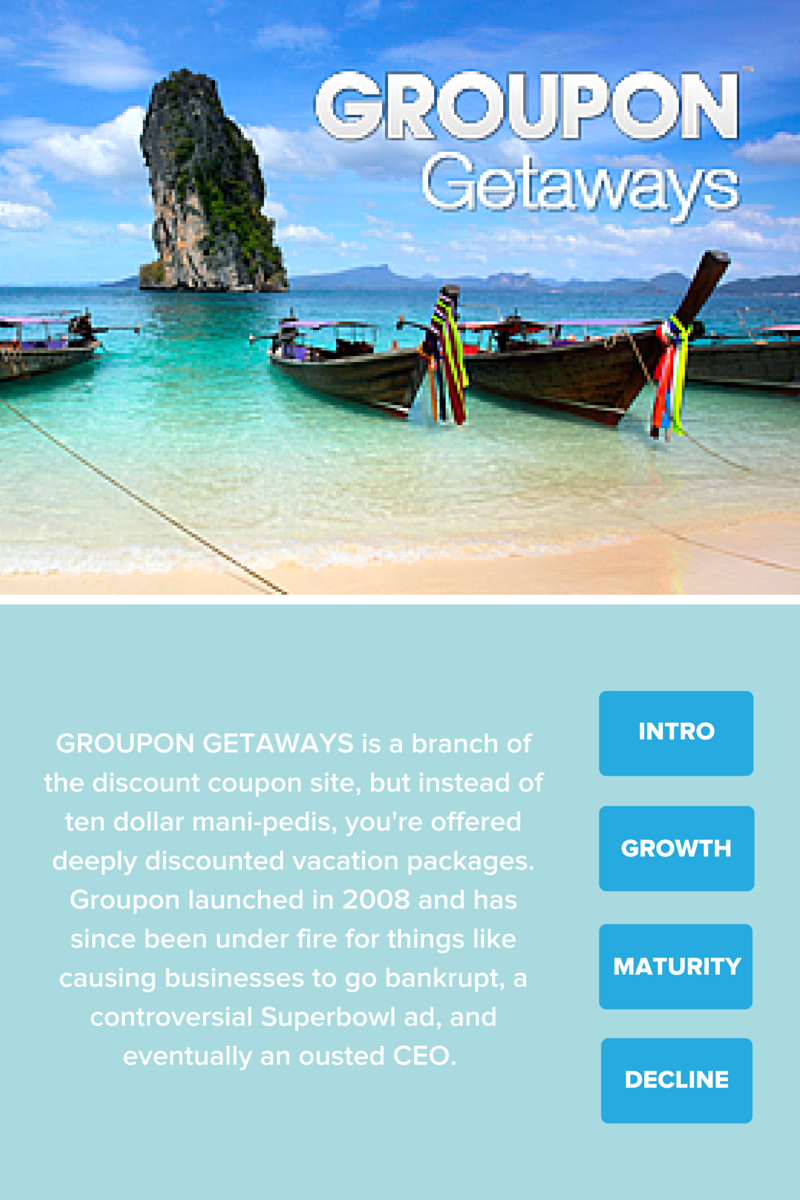 GROUPON™
Getaways
GROUPON GETAWAYS is a branch of
the discount coupon site, but instead of
ten dollar mani-pedis, you're offered
deeply discounted vacation packages.
Groupon launched in 2008 and has
since been under fire for things like
causing businesses to go bankrupt, a
controversial Superbowl ad, and
eventually an ousted CEO.
INTRO
GROWTH
MATURITY
DECLINE